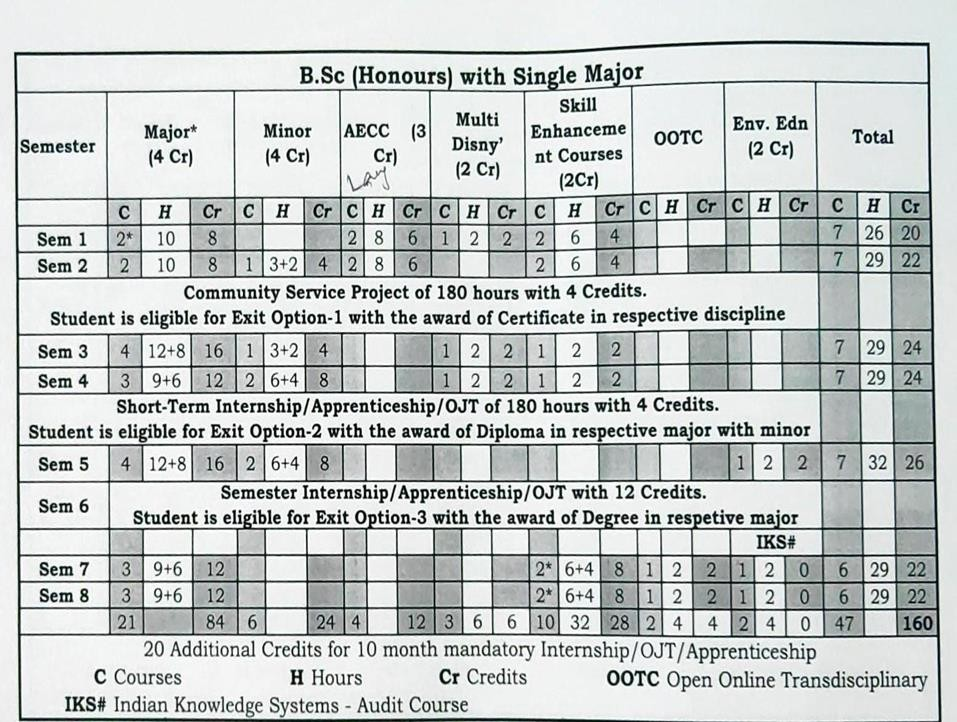 B.Sc (Honours) with Single Major
Semester Major* (4 Cr) Minor (4 Cr) AECC (3 Cr) Lang Multi Disny' (2 Cr) Skill Enhanceme nt Courses (2Cr) OOTC Env. Edn (2 Cr) Total
C H Cr C H Cr C H Cr C H Cr C H Cr C H Cr C H Cr C H Cr
Sem 1 2* 10 8 2 8 6 1 2 2 2 6 4 7 26 20
Sem 2 2 10 8 1 3+2 4 2 8 6 2 6 4 7 29 22
Community Service Project of 180 hours with 4 Credits.
Student is eligible for Exit Option-1 with the award of Certificate in respective discipline
Sem 3 4 12+8 16 1 3+2 4 1 2 2 1 2 2 7 29 24
Sem 4 3 9+6 12 2 6+4 8 1 2 2 1 2 2 7 29 24
Short-Term Internship/Apprenticeship/OJT of 180 hours with 4 Credits.
Student is eligible for Exit Option-2 with the award of Diploma in respective major with minor
Sem 5 4 12+8 16 2 6+4 8 1 2 2 7 32 26
Sem 6 Semester Internship/Apprenticeship/OJT with 12 Credits.
Student is eligible for Exit Option-3 with the award of Degree in respetive major
IKS#
Sem 7 3 9+6 12 2* 6+4 8 1 2 2 1 2 0 6 29 22
Sem 8 3 9+6 12 2* 6+4 8 1 2 2 1 2 0 6 29 22
21 84 6 24 4 12 3 6 6 10 32 28 2 4 4 2 4 0 47 160
20 Additional Credits for 10 month mandatory Internship/OJT/Apprenticeship
C Courses H Hours Cr Credits OOTC Open Online Transdisciplinary
IKS# Indian Knowledge Systems - Audit Course